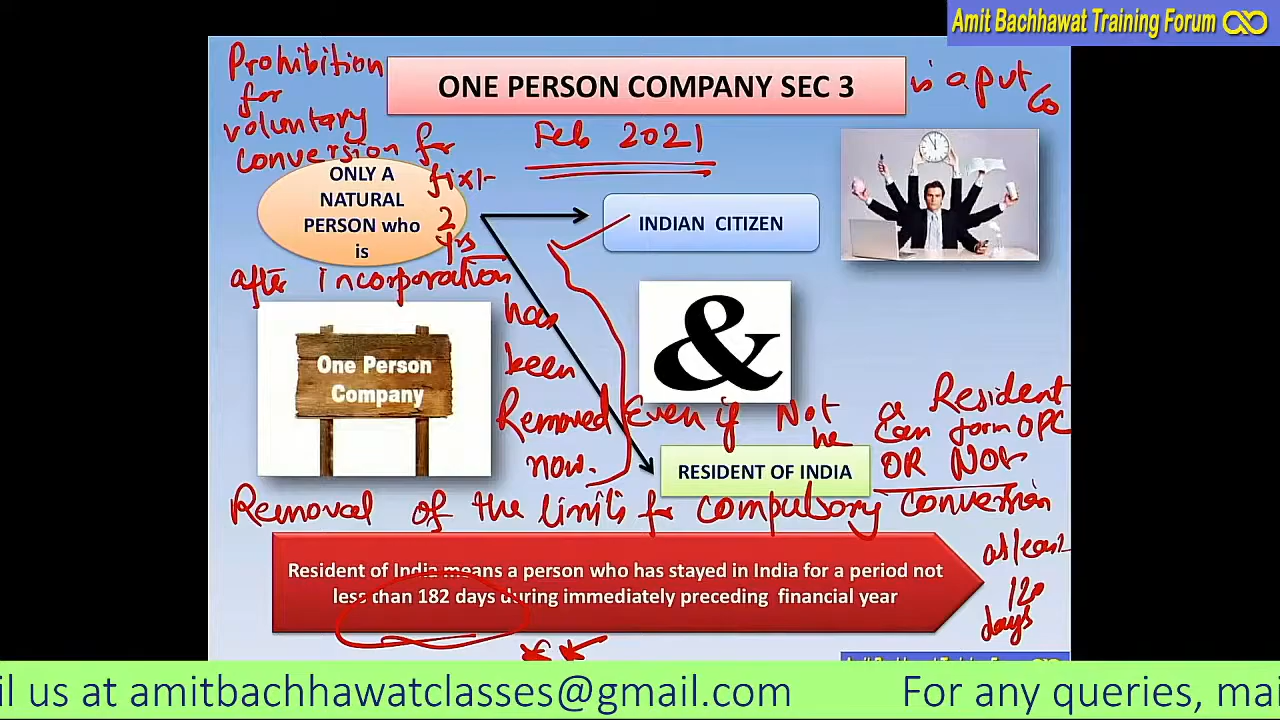 Amit Bachhawat Training Forum
Prohibition
for
voluntary
conversion for
first
2
yrs
after incorporation
has
been
Removed
now.
ONE PERSON COMPANY SEC 3
is a pvt Co
Feb 2021
ONLY A
NATURAL
PERSON who
is
INDIAN CITIZEN
&
One Person
Company
Even if Not a Resident
he can form OPC
RESIDENT OF INDIA
OR NOR
Removal of the limits for compulsory conversion
Resident of India means a person who has stayed in India for a period not
less than 182 days during immediately preceding financial year
atleast
120
days
il us at amitbachhawatclasses@gmail.com
For any queries, mai